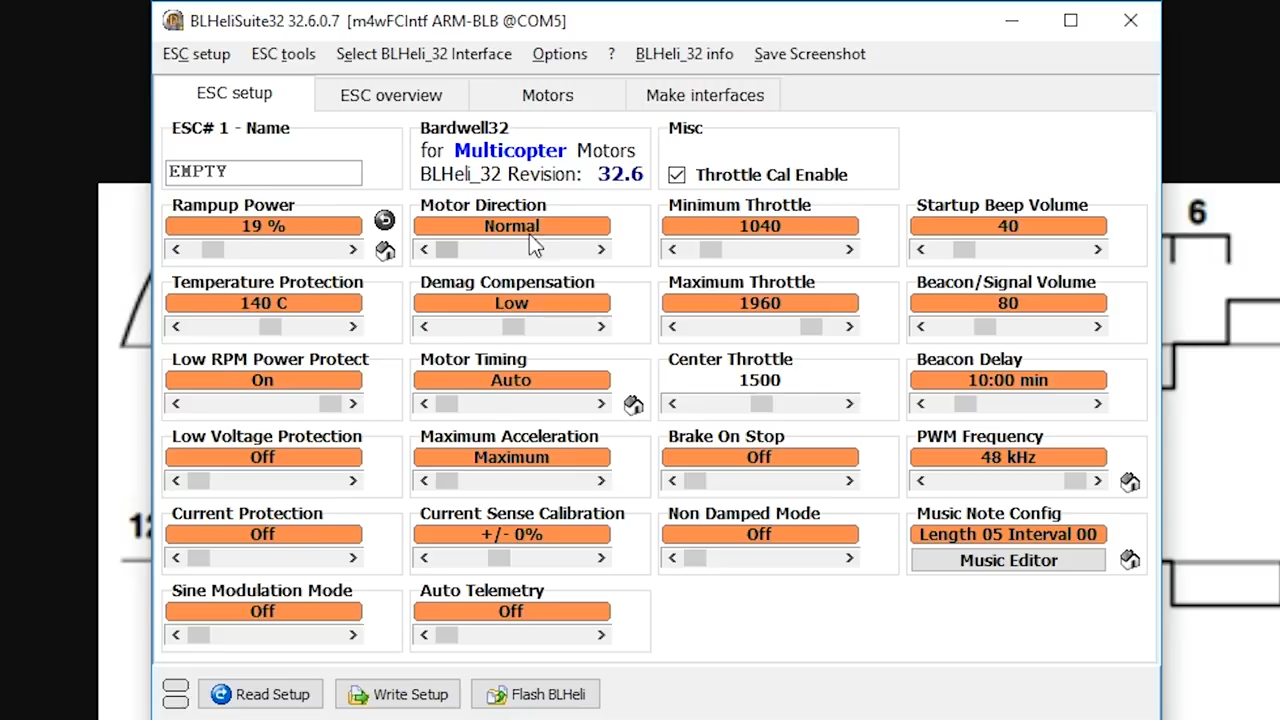 BLHeliSuite32 32.6.0.7 [m4wFCIntf ARM-BLB @COM5]
ESC setup ESC tools Select BLHeli_32 Interface Options ? BLHeli_32 info Save Screenshot
ESC setup ESC overview Motors Make interfaces
ESC# 1 - Name
EMPTY
Bardwell32
for Multicopter Motors
BLHeli_32 Revision: 32.6
Misc
Throttle Cal Enable
Rampup Power
19 %
Motor Direction
Normal
Minimum Throttle
1040
Startup Beep Volume
40
Temperature Protection
140 C
Demag Compensation
Low
Maximum Throttle
1960
Beacon/Signal Volume
80
Low RPM Power Protect
On
Motor Timing
Auto
Center Throttle
1500
Beacon Delay
10:00 min
Low Voltage Protection
Off
Maximum Acceleration
Maximum
Brake On Stop
Off
PWM Frequency
48 kHz
Current Protection
Off
Current Sense Calibration
+/- 0%
Non Damped Mode
Off
Music Note Config
Length 05 Interval 00
Music Editor
Sine Modulation Mode
Off
Auto Telemetry
Off
Read Setup Write Setup Flash BLHeli
6